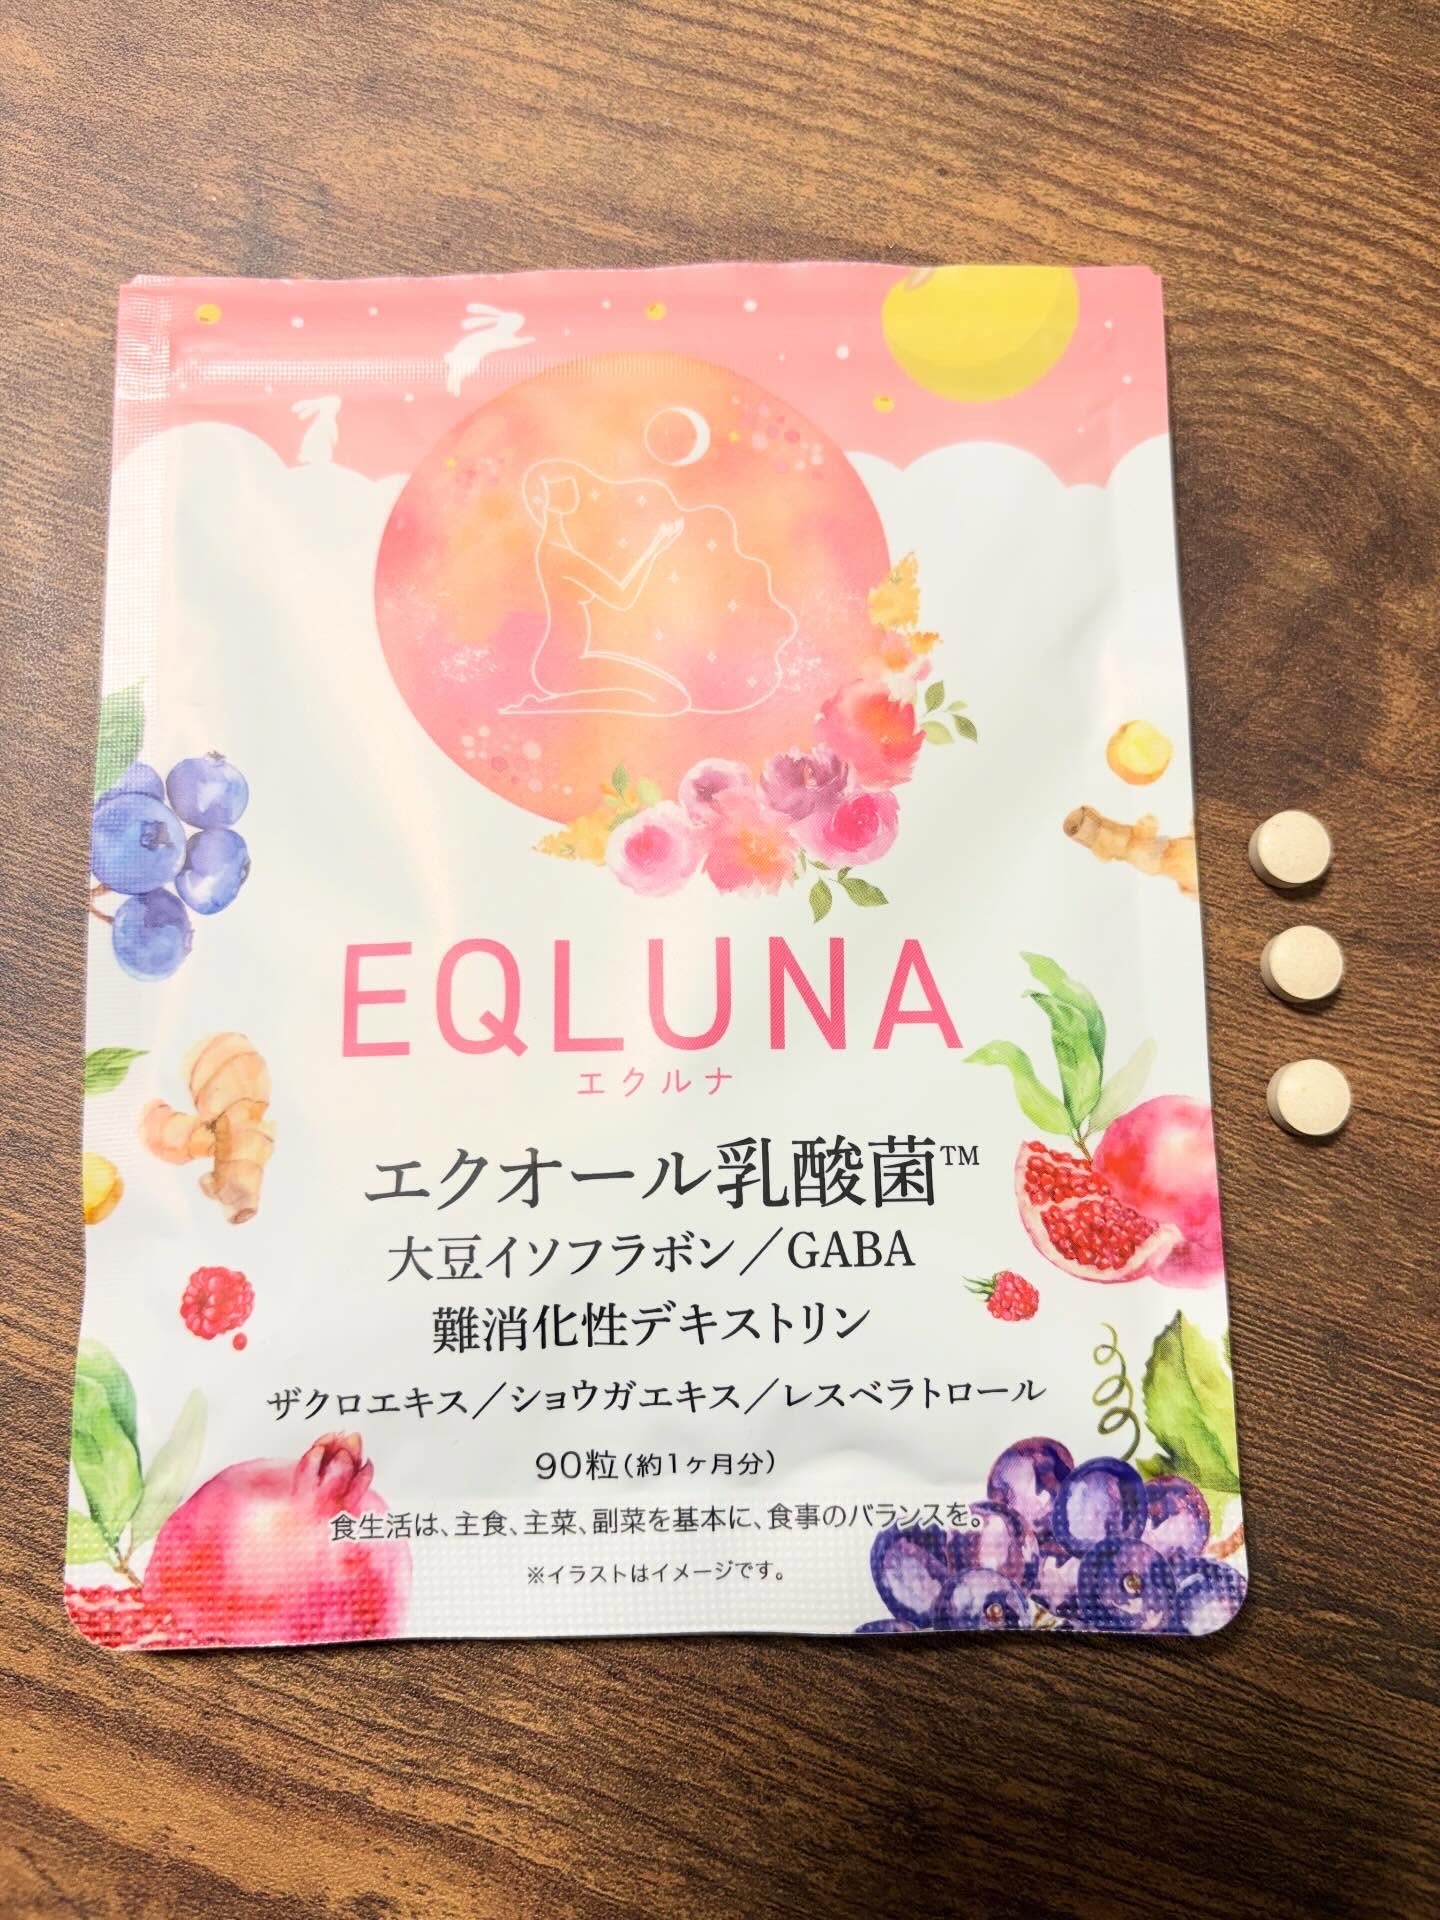 EQLUNA
エクルナ
エクオール乳酸菌™
大豆イソフラボン／GABA
難消化性デキストリン
ザクロエキス／ショウガエキス／レスベラトロール
90粒(約1ヶ月分)
食生活は、主食、主菜、副菜を基本に、食事のバランスを。
※イラストはイメージです。